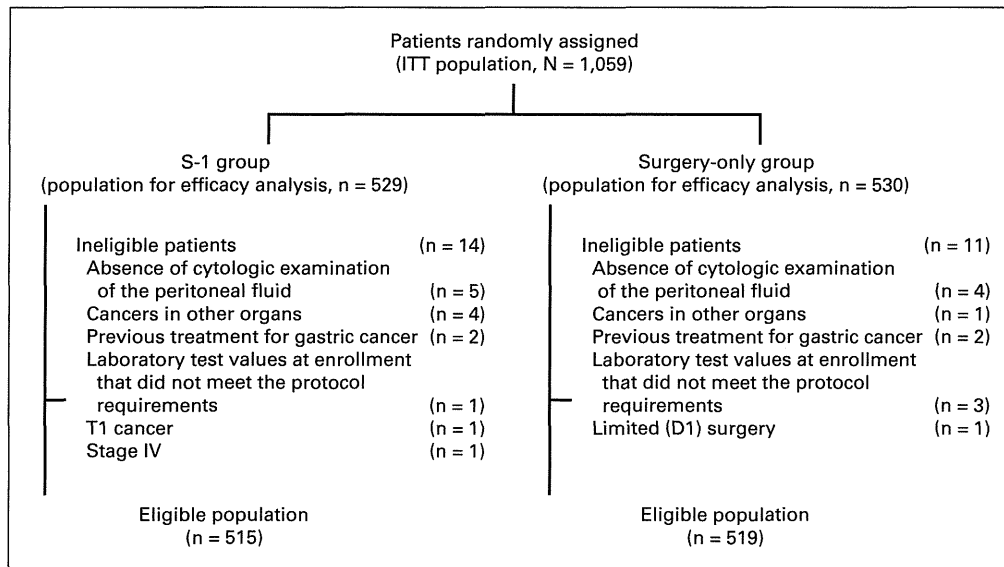 Patients randomly assigned
(ITT population, N = 1,059)
S-1 group
(population for efficacy analysis, n = 529)
Ineligible patients (n = 14)
Absence of cytologic examination
of the peritoneal fluid (n = 5)
Cancers in other organs (n = 4)
Previous treatment for gastric cancer (n = 2)
Laboratory test values at enrollment
that did not meet the protocol
requirements (n = 1)
T1 cancer (n = 1)
Stage IV (n = 1)
Eligible population
(n = 515)
Surgery-only group
(population for efficacy analysis, n = 530)
Ineligible patients (n = 11)
Absence of cytologic examination
of the peritoneal fluid (n = 4)
Cancers in other organs (n = 1)
Previous treatment for gastric cancer (n = 2)
Laboratory test values at enrollment
that did not meet the protocol
requirements (n = 3)
Limited (D1) surgery (n = 1)
Eligible population
(n = 519)